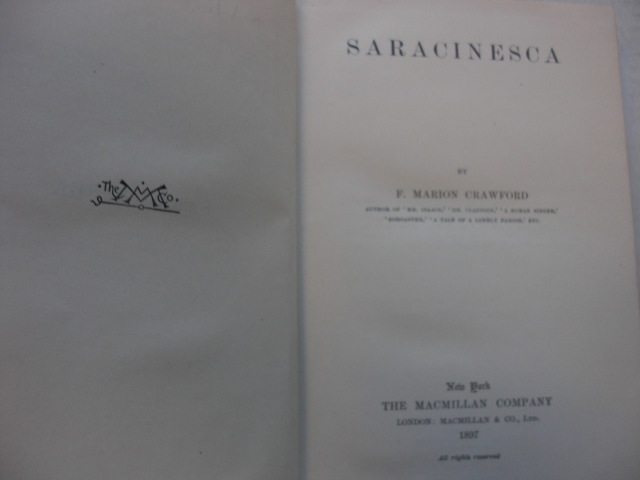 The M Co.
SARACINESCA
BY
F. MARION CRAWFORD
AUTHOR OF "MR. ISAACS," "DR. CLAUDIUS," "A ROMAN SINGER,"
"ZOROASTER," "A TALE OF A LONELY PARISH," ETC.
New York
THE MACMILLAN COMPANY
LONDON: MACMILLAN & CO., LTD.
1897
All rights reserved